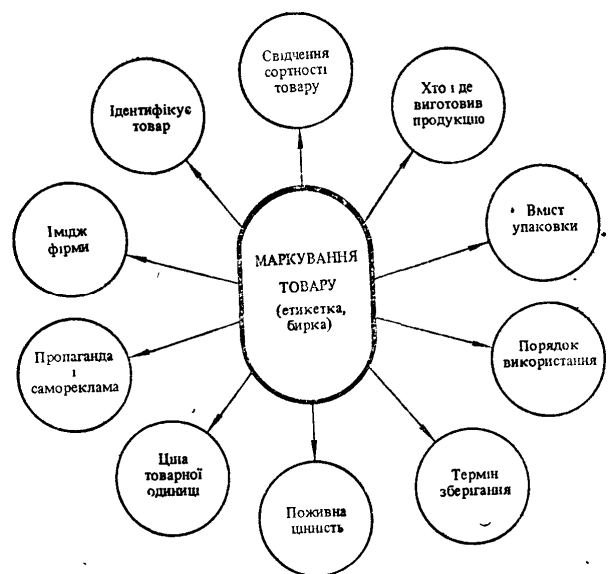 Свідчення
сортності
товару
Хто і де
виготовив
продукцію
Ідентифікує
товар
Вміст
упаковки
Імідж
фірми
МАРКУВАННЯ
ТОВАРУ
(етикетка,
бирка)
Порядок
використання
Пропаганда
і
самореклама
Ціна
товарної
одиниці
Термін
зберігання
Поживна
цінність